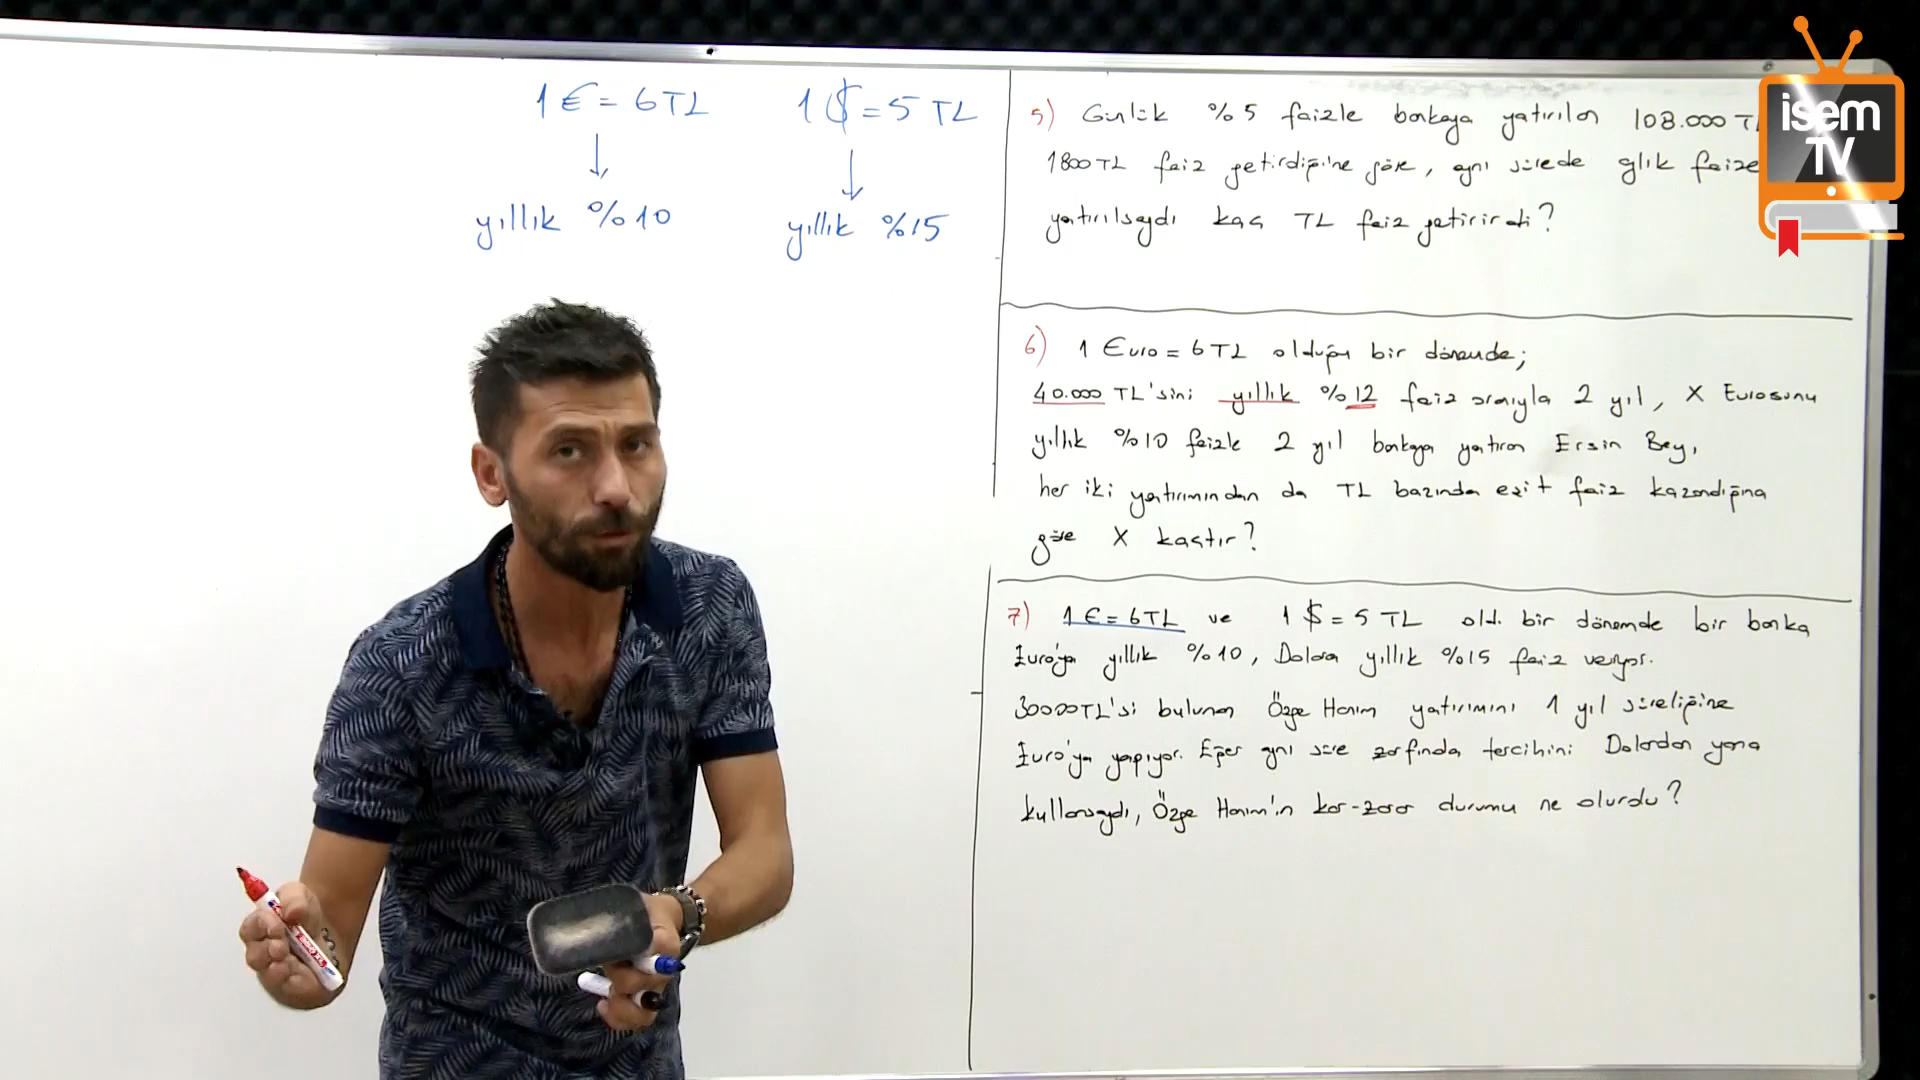 1 € = 6 TL
yıllık %10
1 $ = 5 TL
yıllık %15
5) Günlük %5 faizle bankaya yatırılan 108.000 TL
1800 TL faiz getirdiğine göre, aynı sürede aylık faize
yatırılsaydı kaç TL faiz getirirdi?
6) 1 Euro = 6 TL olduğu bir dönemde;
40.000 TL'sini yıllık %12 faiz oranıyla 2 yıl, X Eurosunu
yıllık %10 faizle 2 yıl bankaya yatıran Ersin Bey,
her iki yatırımından da TL bazında eşit faiz kazandığına
göre X kaçtır?
7) 1 € = 6 TL ve 1 $ = 5 TL old. bir dönemde bir banka
Euro'ya yıllık %10, Dolara yıllık %15 faiz veriyor.
30000 TL'si bulunan Özge Hanım yatırımını 1 yıl süreliğine
Euro'ya yapıyor. Eğer aynı süre zarfında tercihini Dolardan yana
kullansaydı, Özge Hanım'ın kar-zarar durumu ne olurdu?
isem
TV